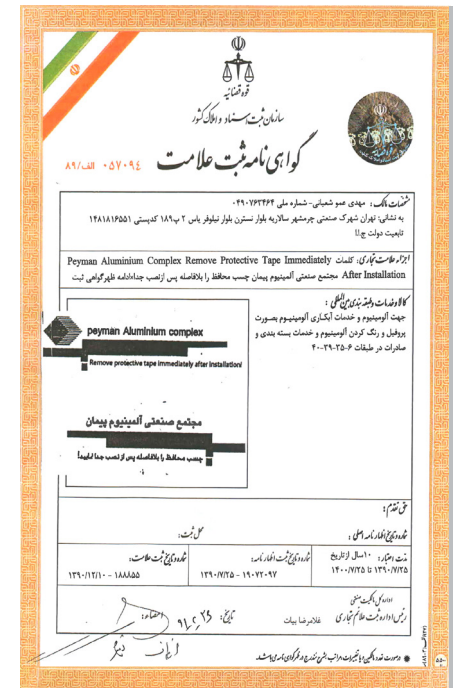 قوه قضائیه
سازمان ثبت اسناد و املاک کشور
گواهی نامه ثبت علامت
۰۵۷۰۹۴ الف/۸۹
مشخصات مالک: مهدی عمو شعبانی- شماره ملی ۰۴۹۰۷۶۳۴۶۴
به نشانی: تهران شهرک صنعتی چرمشهر سالاریه بلوار نسترن بلوار نیلوفر یاس ۲ پ۱۸۹ کدپستی ۱۴۸۱۸۱۶۵۵۱
تابعیت دولت ج.ا.ا
اجزاء علامت تجاری: کلمات Peyman Aluminium Complex Remove Protective Tape Immediately
After Installation مجتمع صنعتی آلمینیوم پیمان چسب محافظ را بلافاصله پس ازنصب جداءادامه ظهرگواهی ثبت
کالا و خدمات و طبقه بندی بین المللی:
جهت آلومینیوم و خدمات آبکاری آلومینیوم بصورت
پروفیل و رنگ کردن آلومینیوم و خدمات بسته بندی و
صادرات در طبقات ۶-۳۵-۳۹-۴۰
peyman Aluminium complex
Remove protective tape immediately after installation!
مجتمع صنعتی آلمینیوم پیمان
چسب محافظ را بلافاصله پس از نصب جدا نمایید!
حق تقدم:
شماره و تاریخ اظهارنامه اصلی:
محل ثبت:
مدت اعتبار: ۱۰سال ازتاریخ
۱۳۹۰/۷/۲۵ تا ۱۴۰۰/۷/۲۵
شماره و تاریخ ثبت اظهارنامه:
۱۹۰۷۲۰۹۷ - ۱۳۹۰/۷/۲۵
شماره و تاریخ ثبت علامت:
۱۸۸۸۵۵ - ۱۳۹۰/۱۲/۱۰
اداره کل مالکیت صنعتی
رئیس اداره ثبت علائم تجاری
غلامرضا بیات
تاریخ:
امضاء: